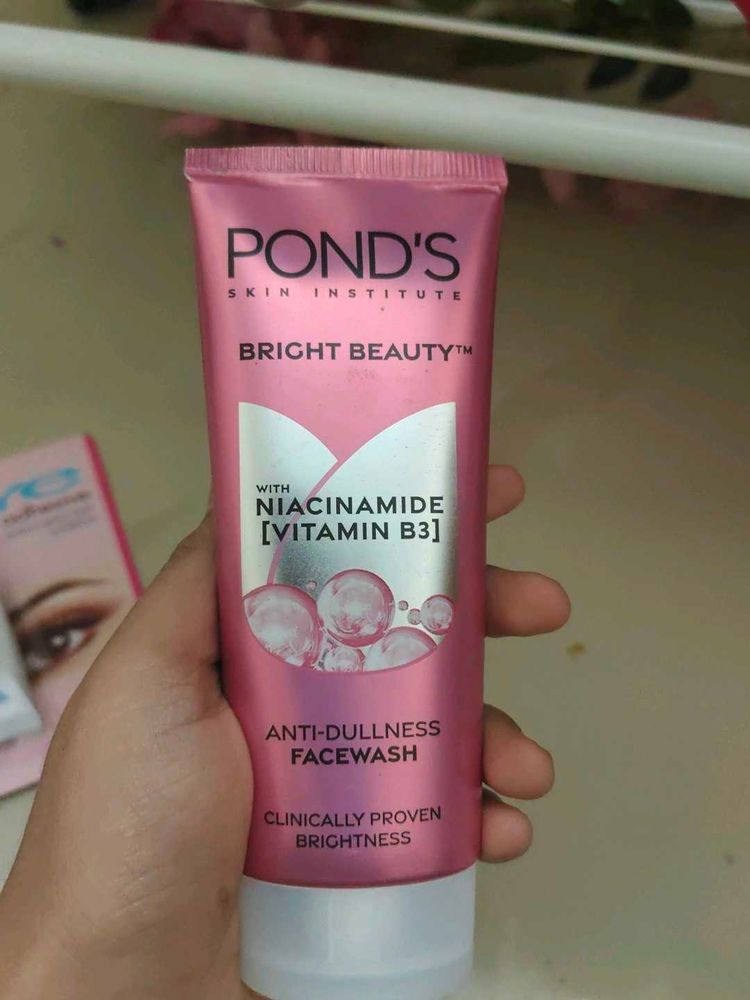 POND'S
SKIN INSTITUTE
BRIGHT BEAUTY™
WITH
NIACINAMIDE
[VITAMIN B3]
ANTI-DULLNESS
FACEWASH
CLINICALLY PROVEN
BRIGHTNESS